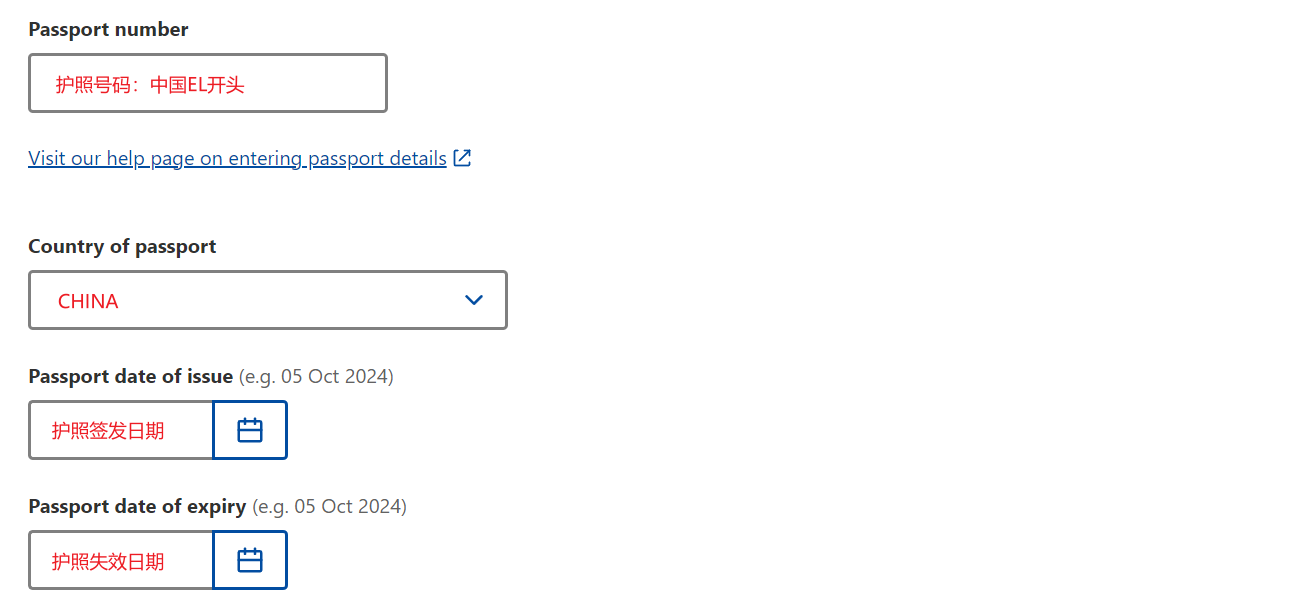 Passport number
护照号码：中国EL开头
Visit our help page on entering passport details
Country of passport
CHINA
Passport date of issue (e.g. 05 Oct 2024)
护照签发日期
Passport date of expiry (e.g. 05 Oct 2024)
护照失效日期